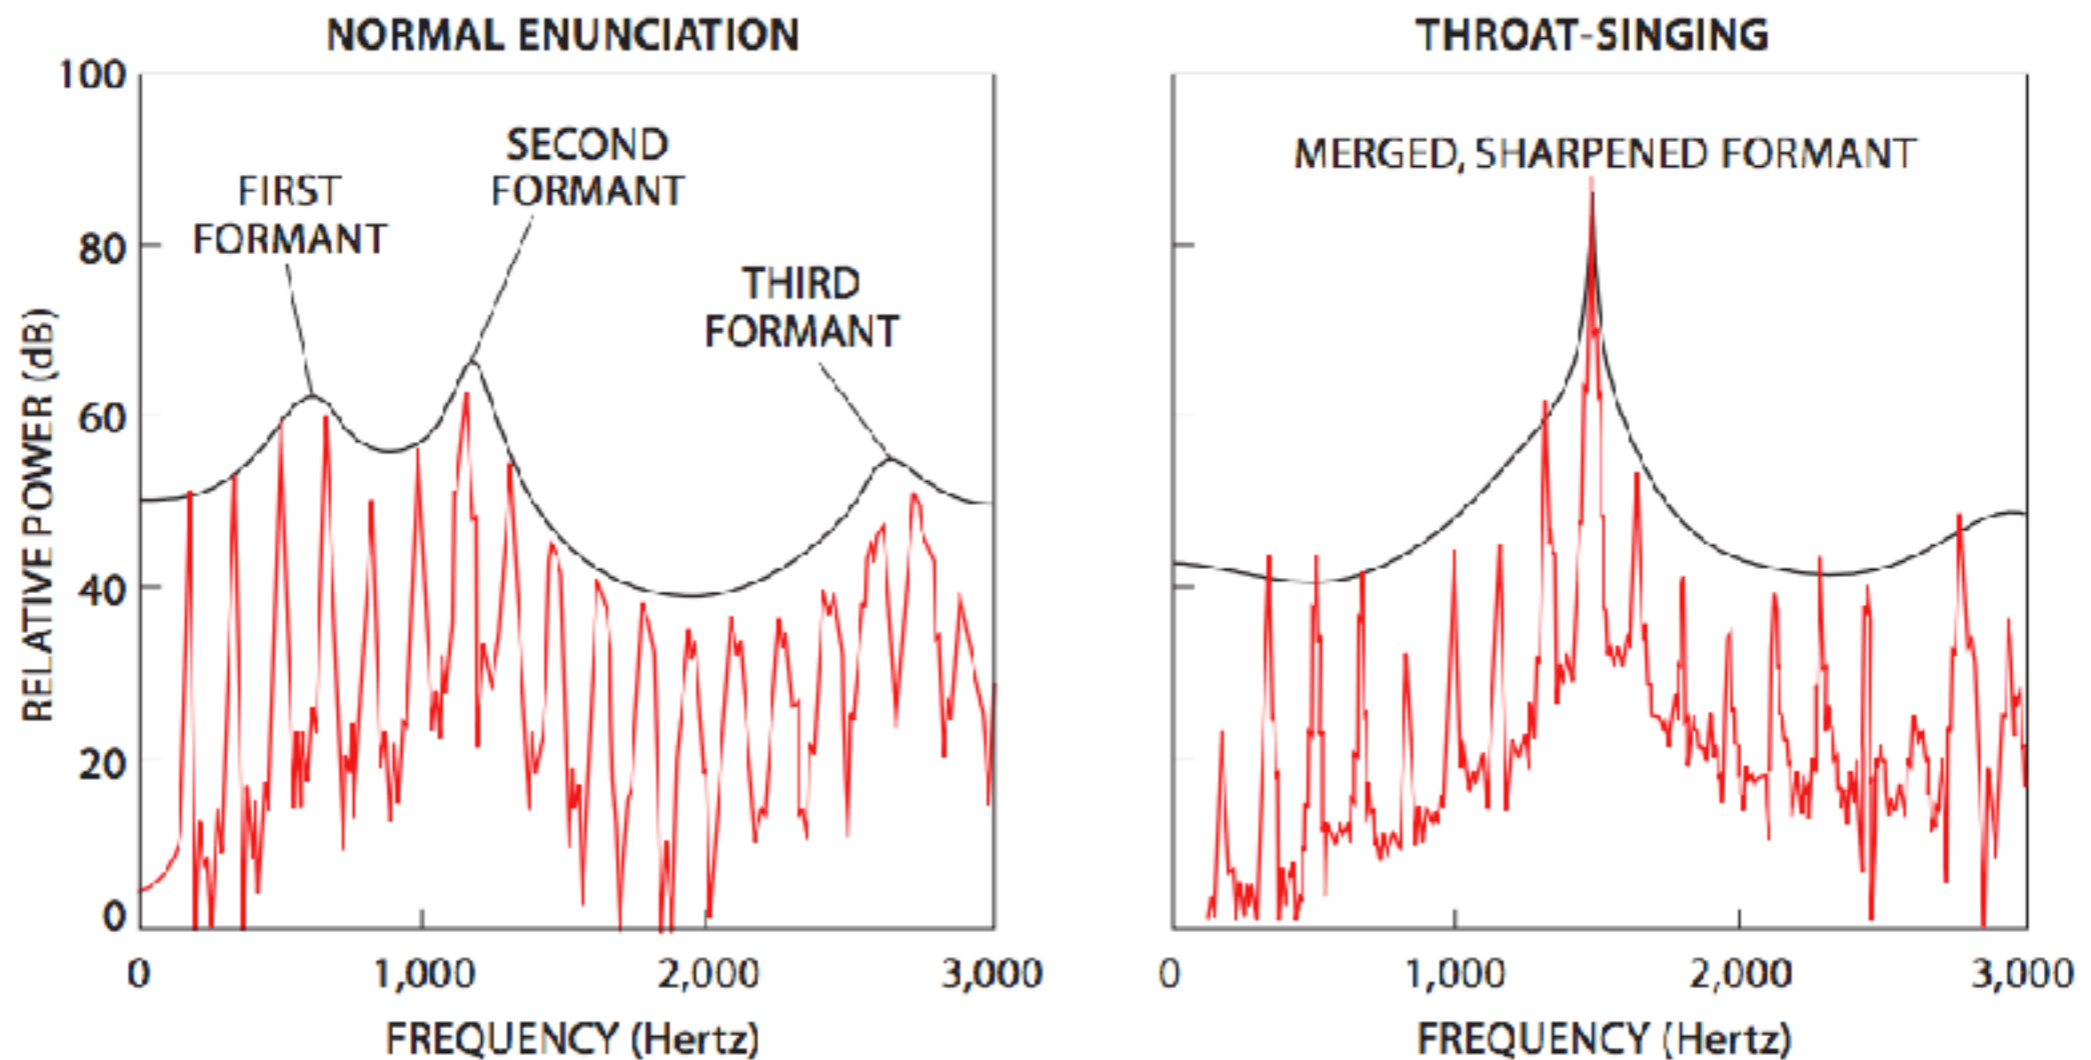 NORMAL ENUNCIATION
100
80
60
40
20
0
RELATIVE POWER (dB)
FIRST
FORMANT
SECOND
FORMANT
THIRD
FORMANT
0 1,000 2,000 3,000
FREQUENCY (Hertz)
THROAT-SINGING
MERGED, SHARPENED FORMANT
0 1,000 2,000 3,000
FREQUENCY (Hertz)